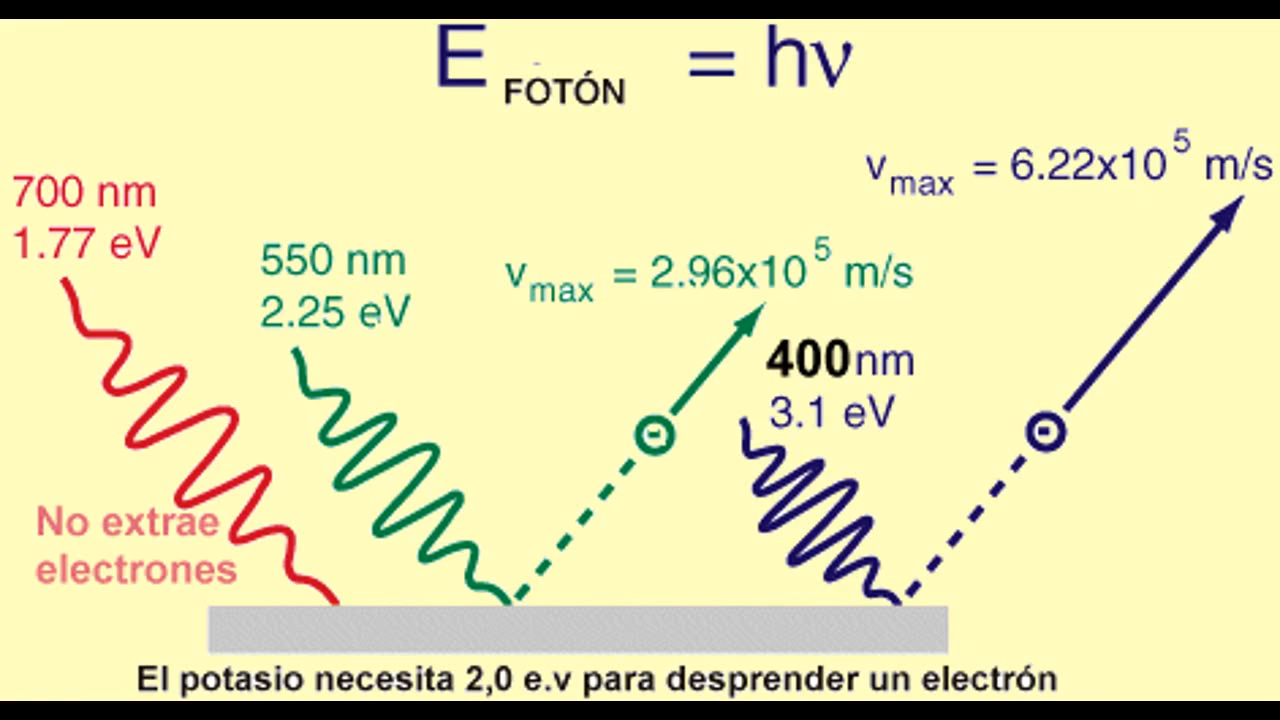 E FOTÓN = hν
vmax = 6.22x10^5 m/s
700 nm
1.77 eV
550 nm
2.25 eV
vmax = 2.96x10^5 m/s
400nm
3.1 eV
No extrae
electrones
El potasio necesita 2,0 e.v para desprender un electrón